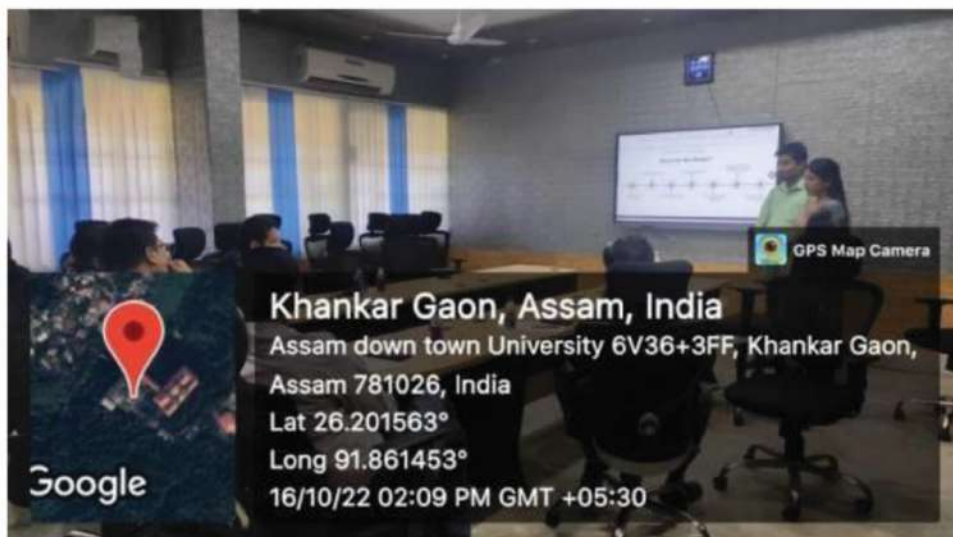 GPS Map Camera
Khankar Gaon, Assam, India
Assam down town University 6V36+3FF, Khankar Gaon,
Assam 781026, India
Lat 26.201563°
Long 91.861453°
16/10/22 02:09 PM GMT +05:30
Google